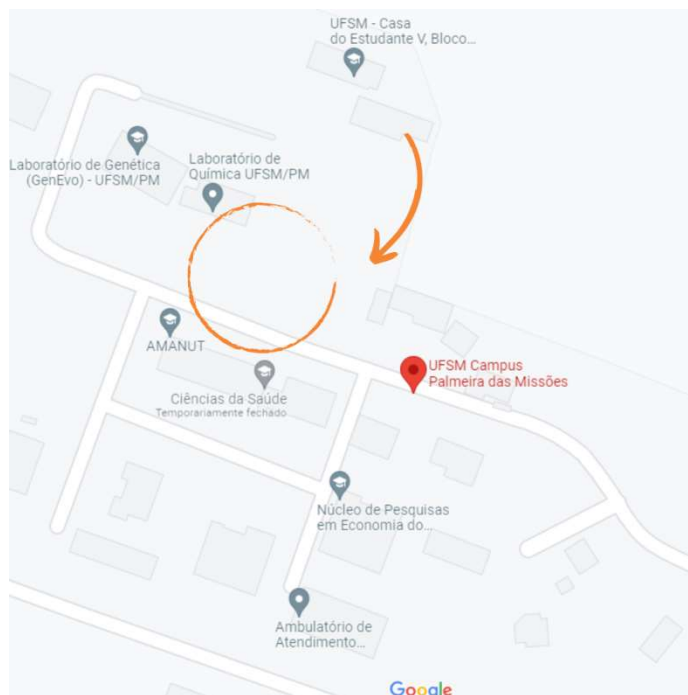 UFSM - Casa
do Estudante V, Bloco...
Laboratório de Genética
(GenEvo) - UFSM/PM
Laboratório de
Química UFSM/PM
AMANUT
UFSM Campus
Palmeira das Missões
Ciências da Saúde
Temporariamente fechado
Núcleo de Pesquisas
em Economia do...
Ambulatório de
Atendimento...
Google